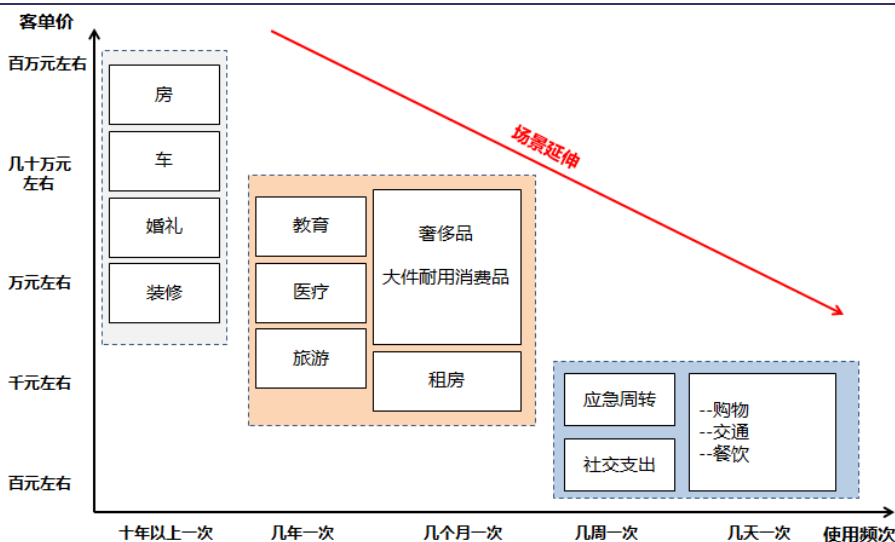 客单价
百万元左右
几十万元
左右
万元左右
千元左右
百元左右
房
车
婚礼
装修
教育
医疗
旅游
奢侈品
大件耐用消费品
租房
场景延伸
应急周转
社交支出
--购物
--交通
--餐饮
十年以上一次
几年一次
几个月一次
几周一次
几天一次
使用频次